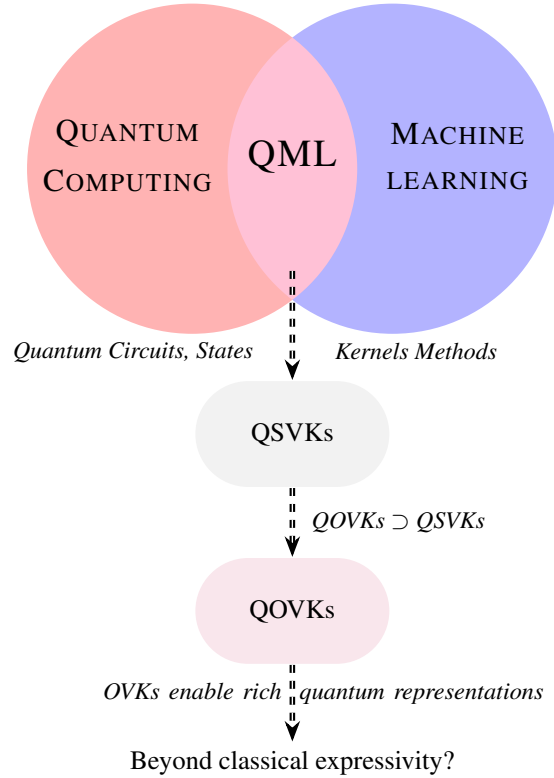 QUANTUM
COMPUTING
QML
MACHINE
LEARNING
Quantum Circuits, States
Kernels Methods
QSVKs
QOVKs ⊃ QSVKs
QOVKs
OVKs enable rich quantum representations
Beyond classical expressivity?